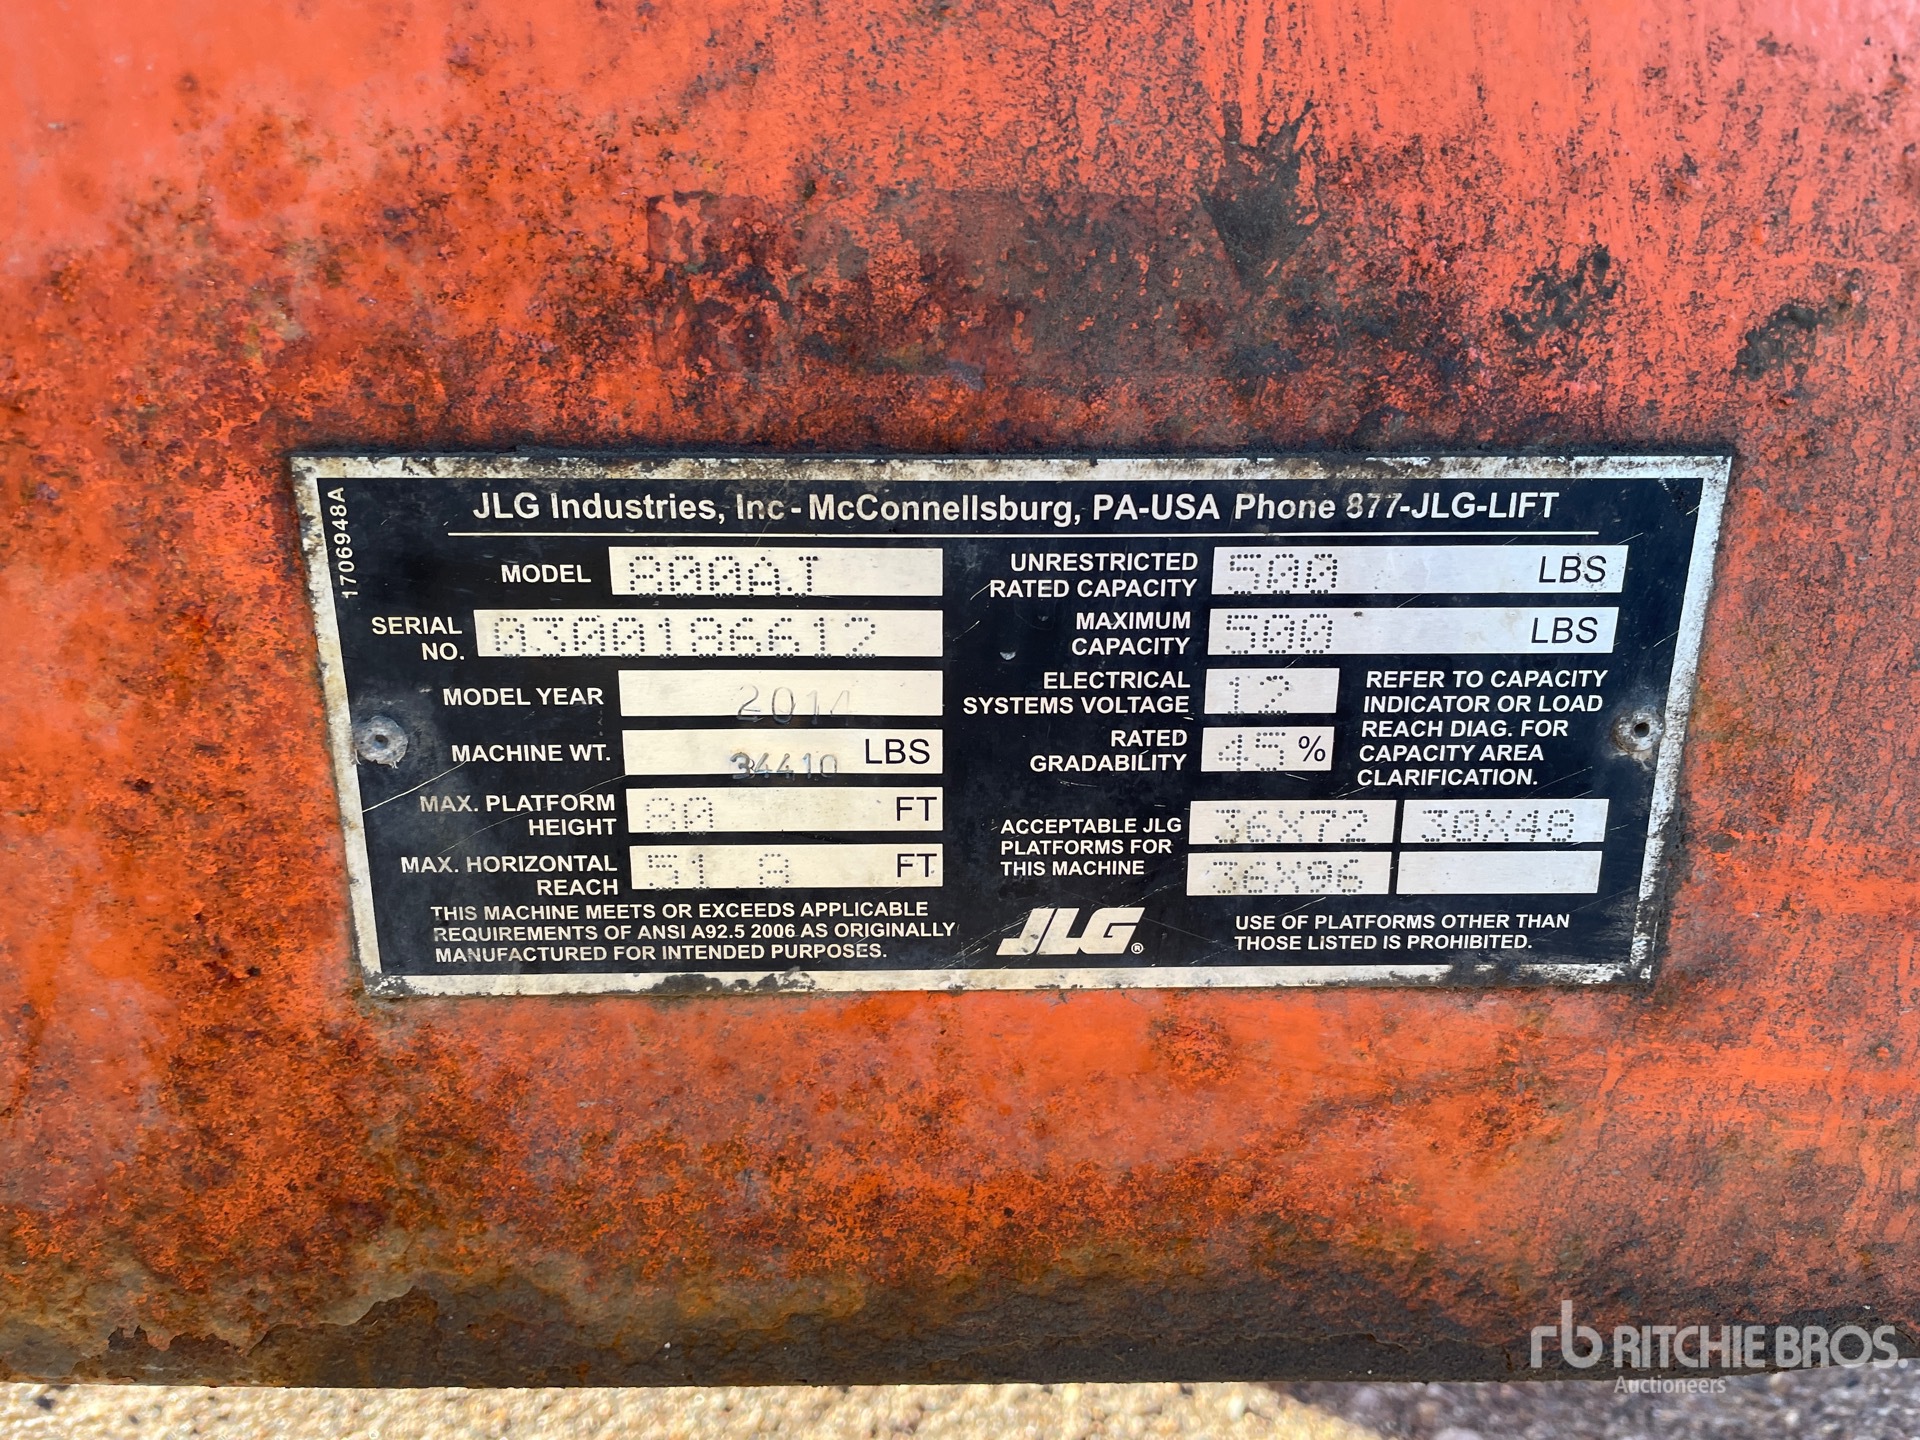 JLG Industries, Inc - McConnellsburg, PA-USA Phone 877-JLG-LIFT
1706948A
MODEL 800AJ
SERIAL NO. 0300186612
MODEL YEAR 2014
MACHINE WT. 34410 LBS
MAX. PLATFORM HEIGHT 80 FT
MAX. HORIZONTAL REACH 51.8 FT
THIS MACHINE MEETS OR EXCEEDS APPLICABLE
REQUIREMENTS OF ANSI A92.5 2006 AS ORIGINALLY
MANUFACTURED FOR INTENDED PURPOSES.
UNRESTRICTED RATED CAPACITY 500 LBS
MAXIMUM CAPACITY 500 LBS
ELECTRICAL SYSTEMS VOLTAGE 12
RATED GRADABILITY 45 %
REFER TO CAPACITY
INDICATOR OR LOAD
REACH DIAG. FOR
CAPACITY AREA
CLARIFICATION.
ACCEPTABLE JLG
PLATFORMS FOR
THIS MACHINE
36X72 30X48
36X96
JLG®
USE OF PLATFORMS OTHER THAN
THOSE LISTED IS PROHIBITED.
rb RITCHIE BROS.
Auctioneers